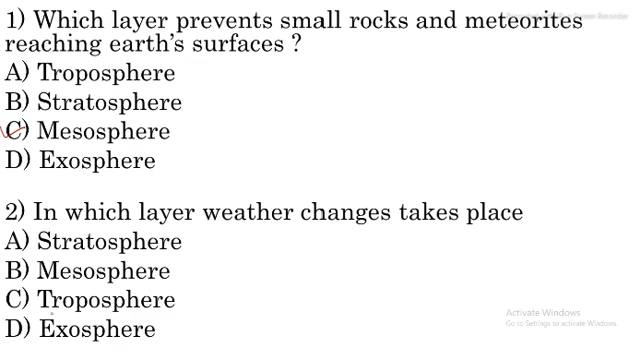 1) Which layer prevents small rocks and meteorites
reaching earth's surfaces ?
A) Troposphere
B) Stratosphere
C) Mesosphere
D) Exosphere
2) In which layer weather changes takes place
A) Stratosphere
B) Mesosphere
C) Troposphere
D) Exosphere
Activate Windows
Go to Settings to activate Windows.